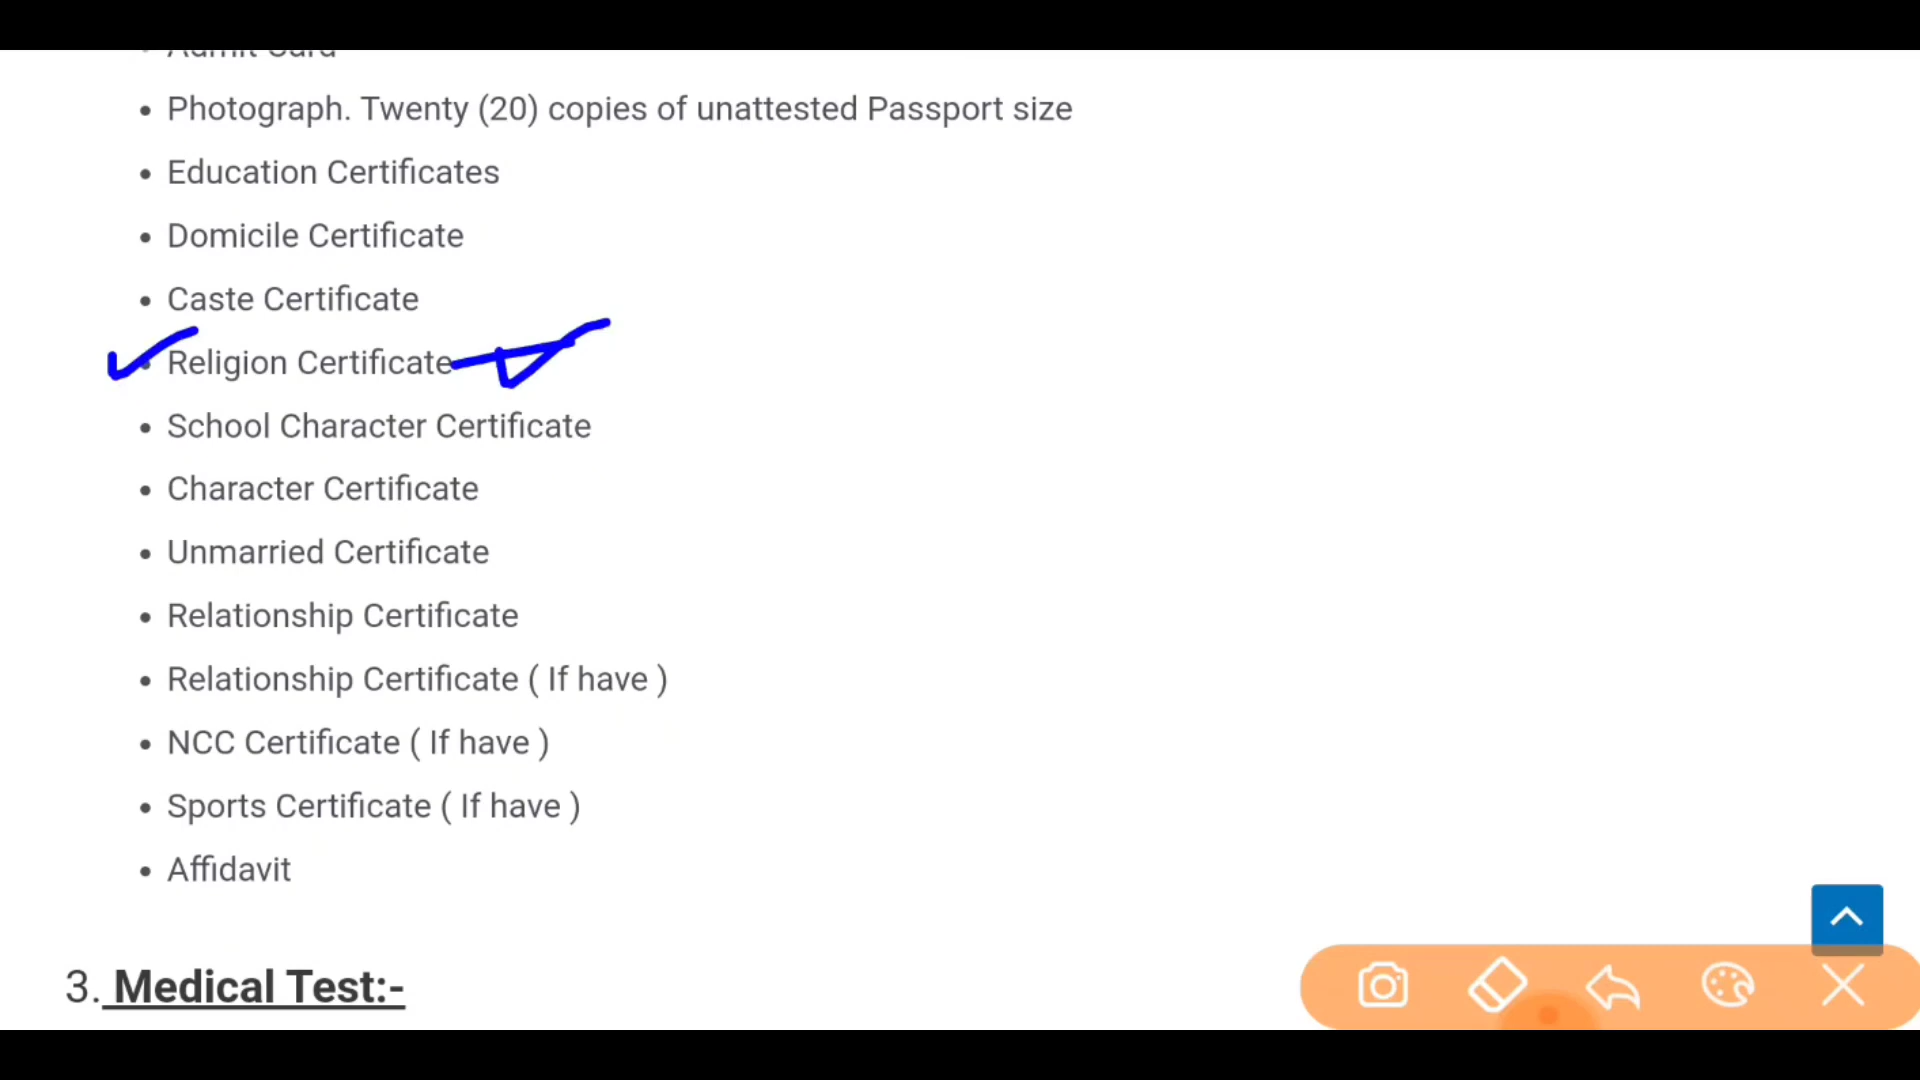 Admit Card
Photograph. Twenty (20) copies of unattested Passport size
Education Certificates
Domicile Certificate
Caste Certificate
Religion Certificate
School Character Certificate
Character Certificate
Unmarried Certificate
Relationship Certificate
Relationship Certificate ( If have )
NCC Certificate ( If have )
Sports Certificate ( If have )
Affidavit
3. Medical Test:-